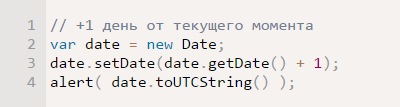 1 // +1 день от текущего момента
2 var date = new Date;
3 date.setDate(date.getDate() + 1);
4 alert( date.toUTCString() );